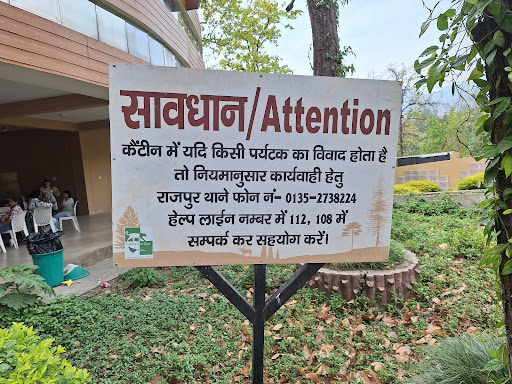 सावधान/Attention
कैंटीन में यदि किसी पर्यटक का विवाद होता है
तो नियमानुसार कार्यवाही हेतु
राजपुर थाने फोन नं- 0135-2738224
हेल्प लाईन नम्बर में 112, 108 में
सम्पर्क कर सहयोग करें।